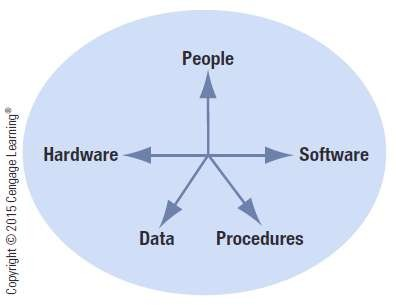 People
Hardware
Software
Data
Procedures
Copyright © 2015 Cengage Learning®